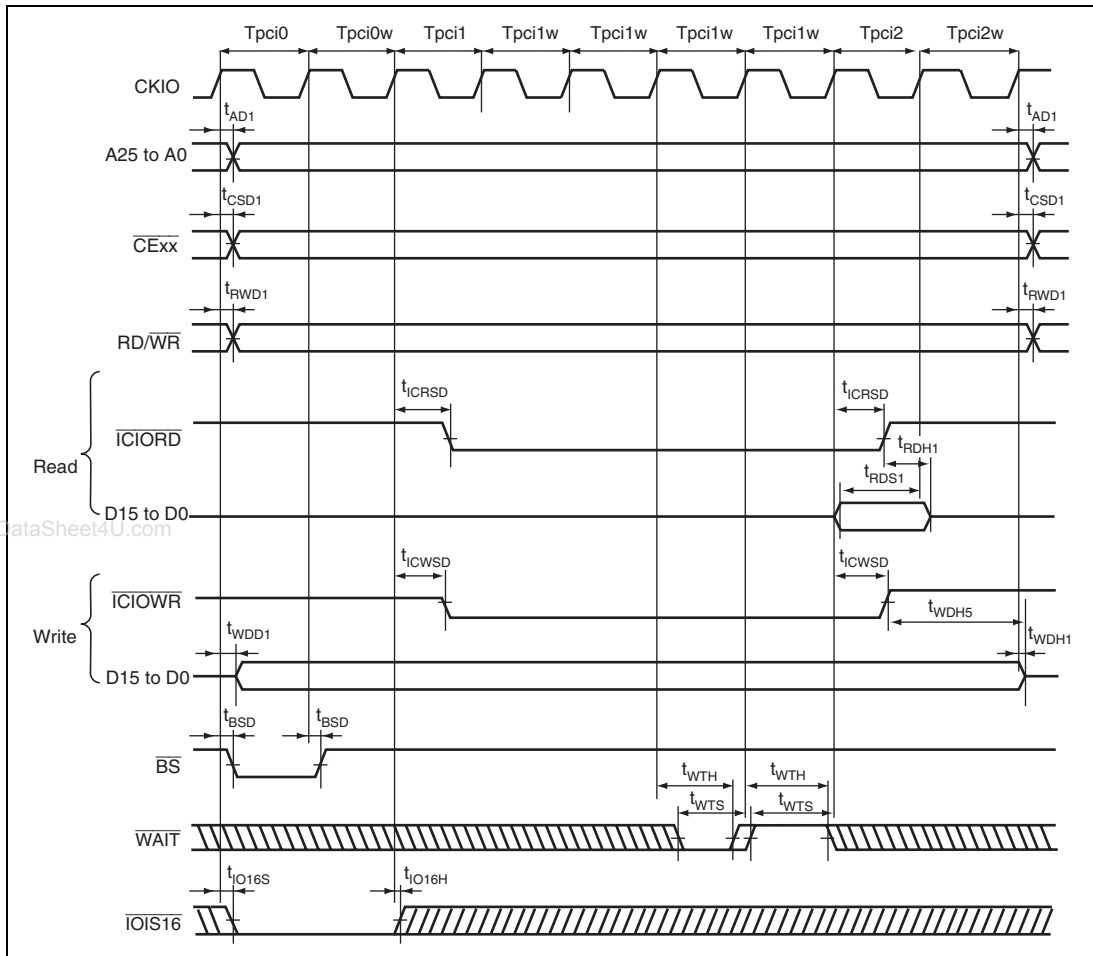 Tpci0 Tpci0w Tpci1 Tpci1w Tpci1w Tpci1w Tpci1w Tpci2 Tpci2w
CKIO
tAD1 tAD1
A25 to A0
tCSD1 tCSD1
CExx
tRWD1 tRWD1
RD/WR
tICRSD tICRSD
ICIORD
tRDH1
Read
tRDS1
D15 to D0
DataSheet4U.com
tICWSD tICWSD
ICIOWR
tWDH5
Write
tWDD1 tWDH1
D15 to D0
tBSD tBSD
BS
tWTH tWTH
tWTS tWTS
WAIT
tIO16S tIO16H
IOIS16